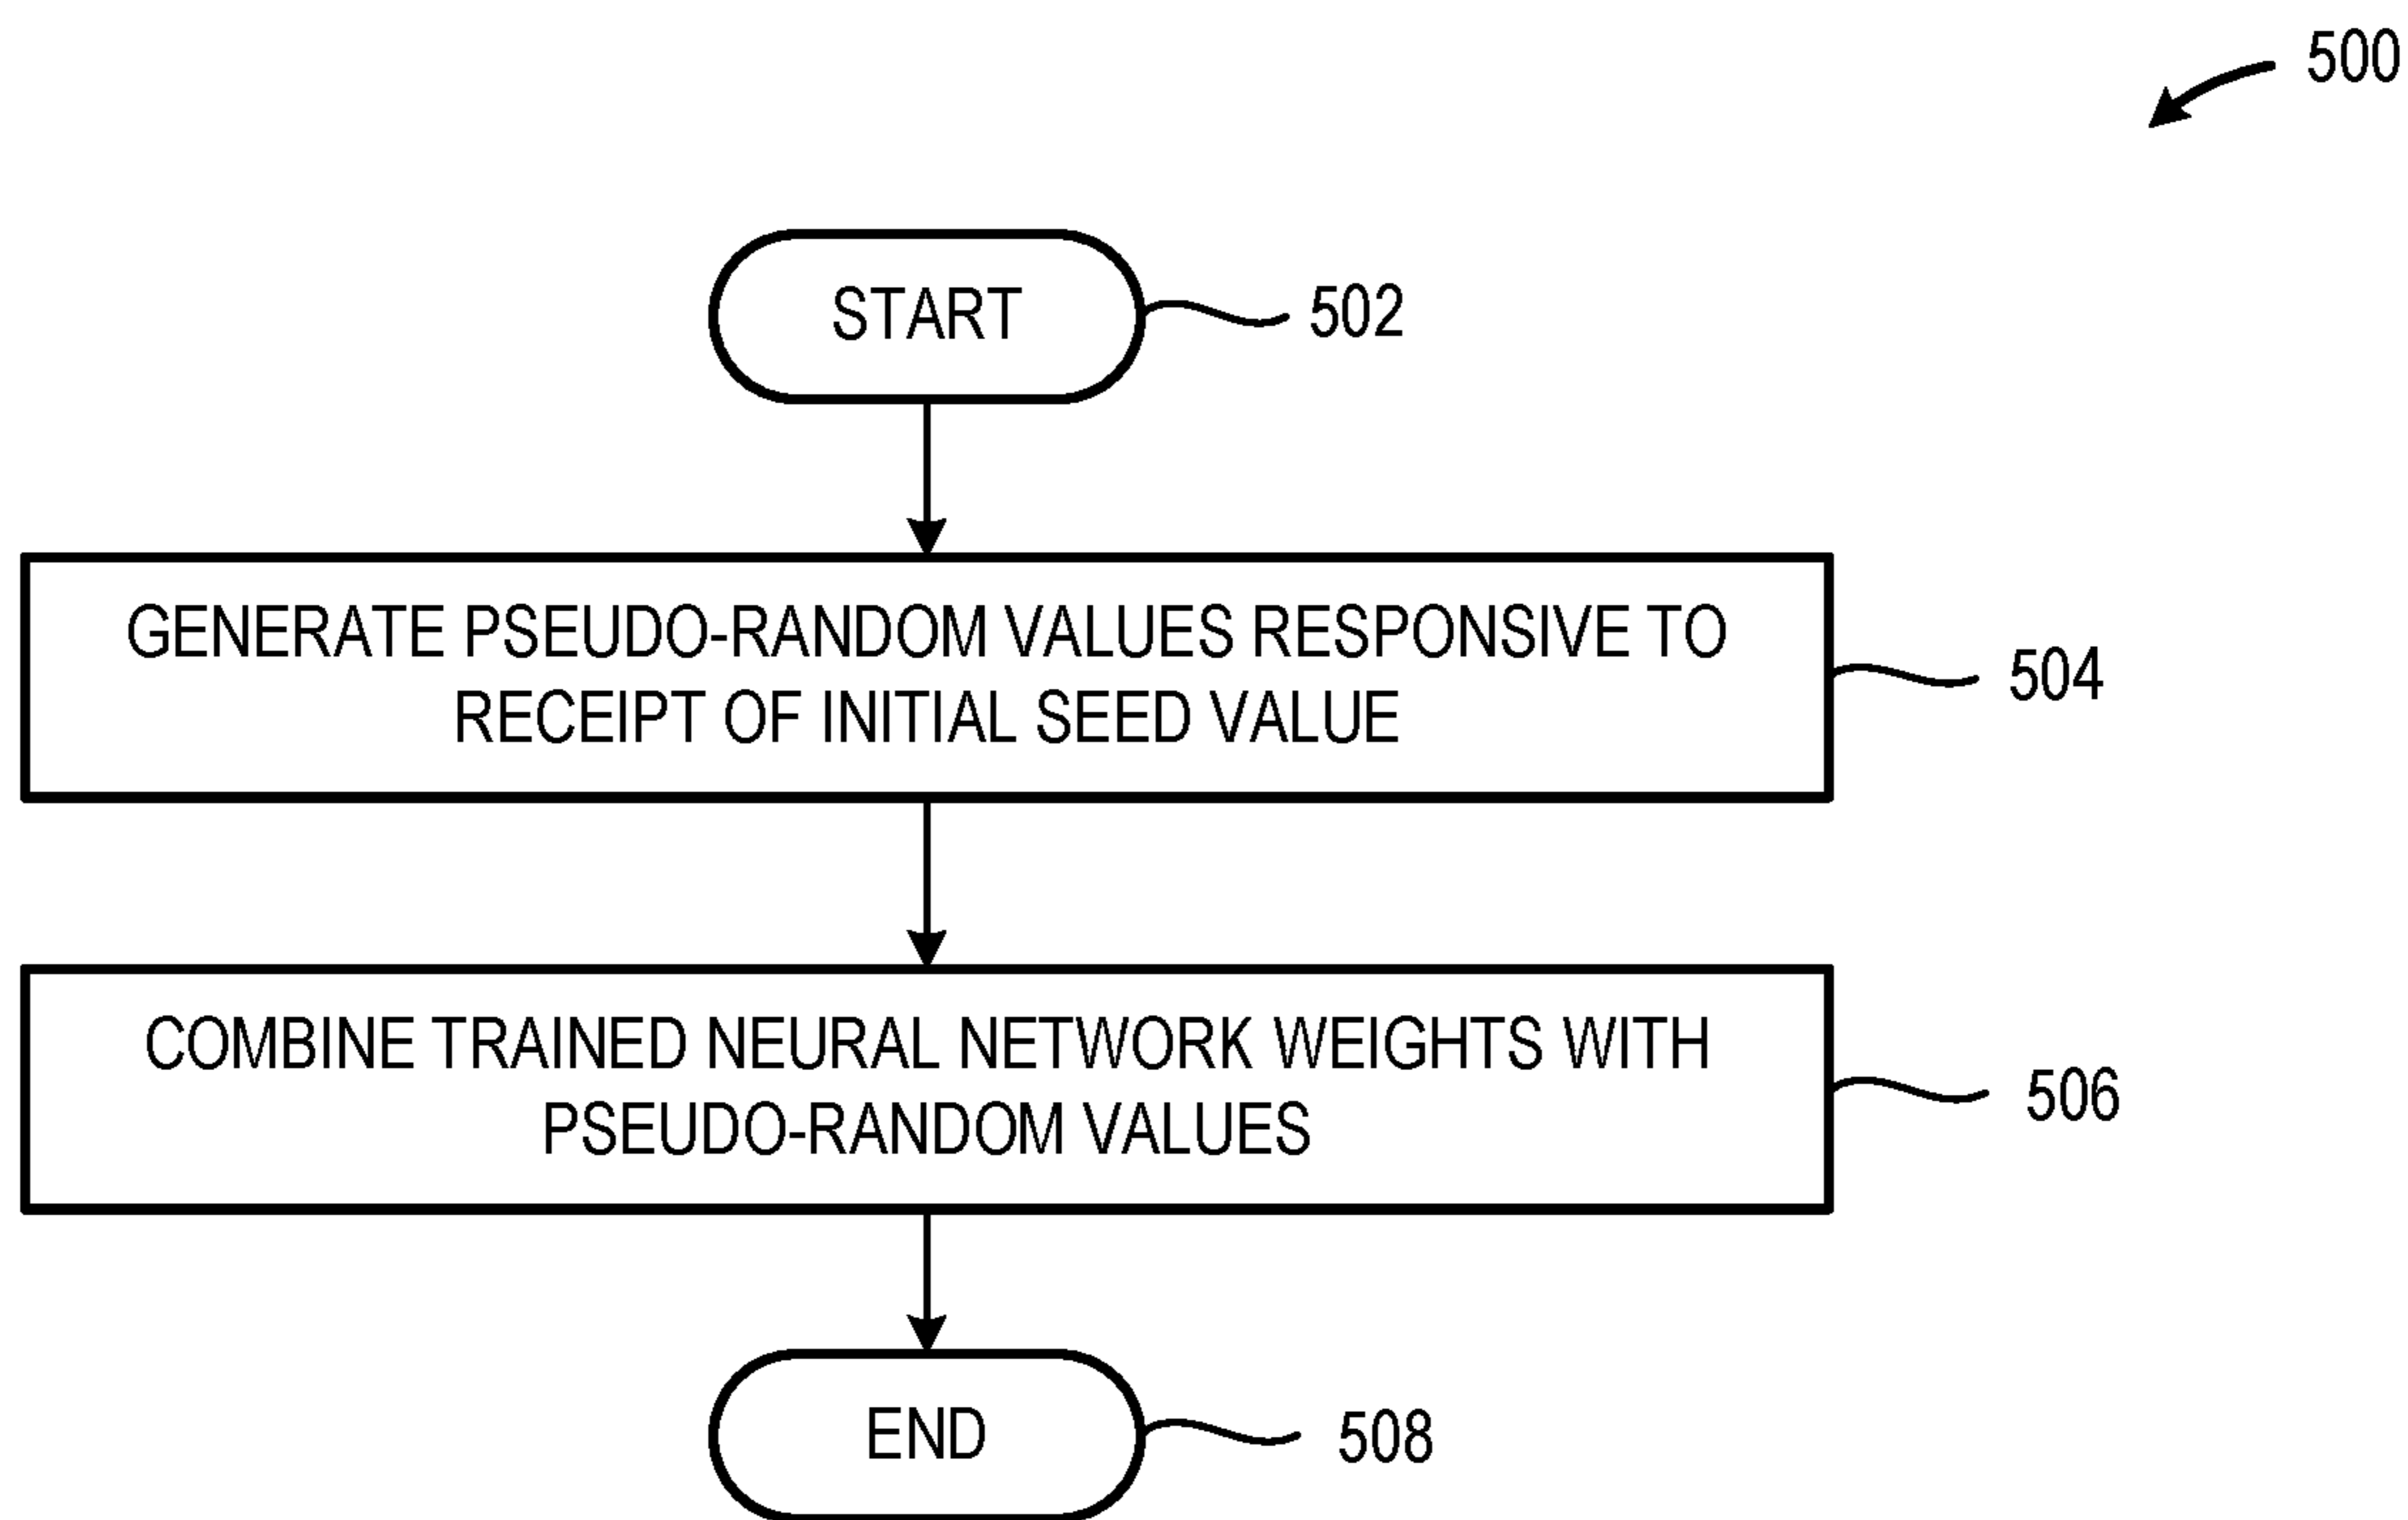 500
START
502
GENERATE PSEUDO-RANDOM VALUES RESPONSIVE TO
RECEIPT OF INITIAL SEED VALUE
504
COMBINE TRAINED NEURAL NETWORK WEIGHTS WITH
PSEUDO-RANDOM VALUES
506
END
508